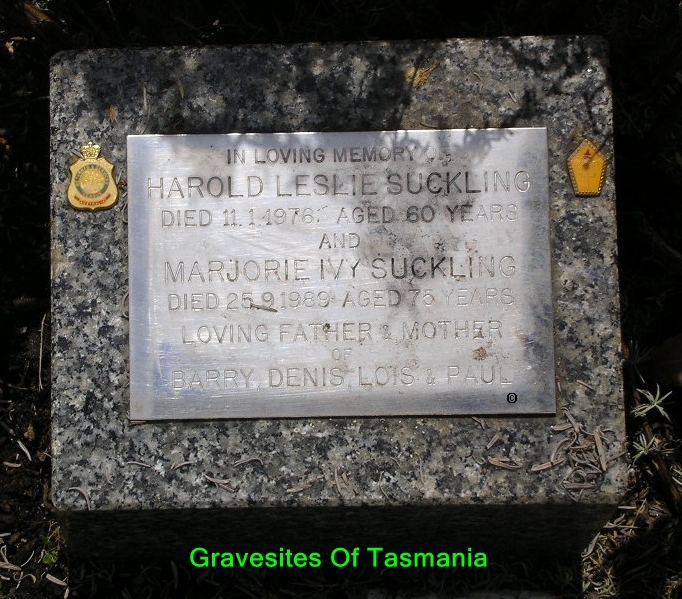 IN LOVING MEMORY OF
HAROLD LESLIE SUCKLING
DIED 11.1.1976. AGED 60 YEARS
AND
MARJORIE IVY SUCKLING
DIED 25.9.1989 AGED 75 YEARS
LOVING FATHER & MOTHER
OF
BARRY, DENIS, LOIS & PAUL
©
Gravesites Of Tasmania